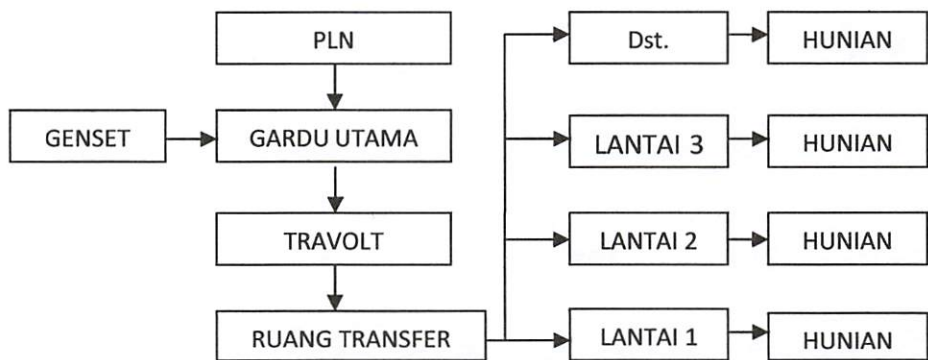 PLN
Dst.
HUNIAN
GENSET
GARDU UTAMA
LANTAI 3
HUNIAN
TRAVOLT
LANTAI 2
HUNIAN
RUANG TRANSFER
LANTAI 1
HUNIAN